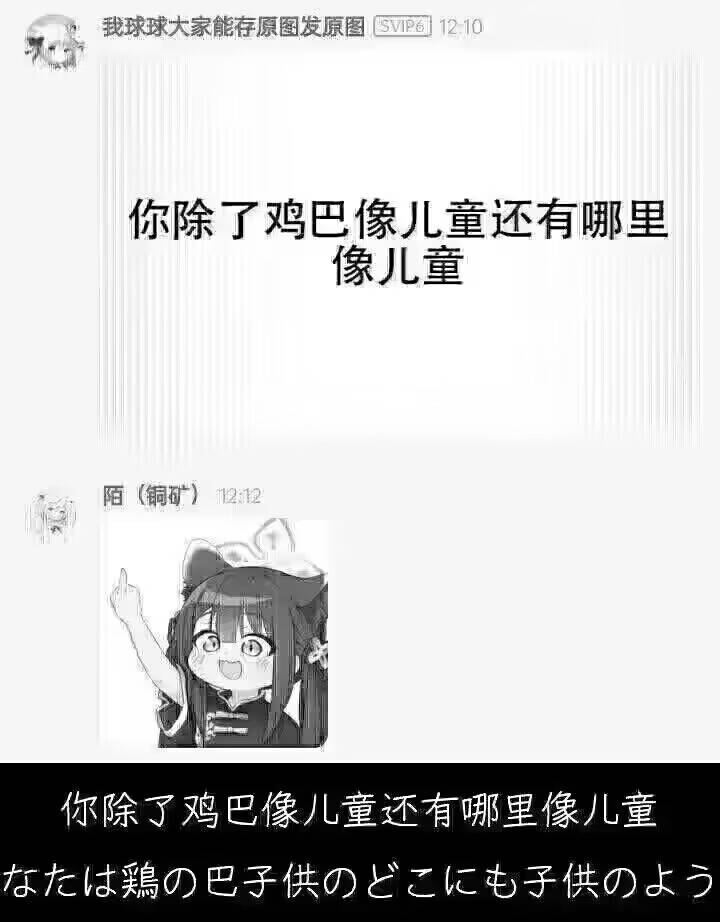 我球球大家能存原图发原图 SVIP6 12:10
你除了鸡巴像儿童还有哪里
像儿童
陌（铜矿） 12:12
你除了鸡巴像儿童还有哪里像儿童
なたは鶏の巴子供のどこにも子供のよう